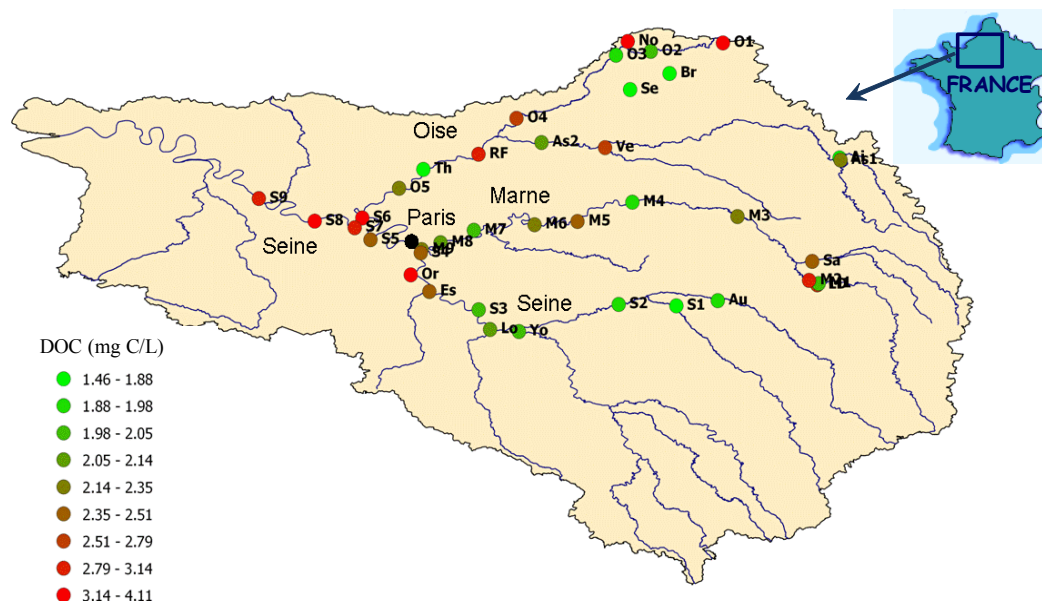 No
O1
O3
O2
Br
Se
FRANCE
O4
Oise
As2
Ve
RF
As1
Th
O5
Marne
S9
M4
S6
S8
S7
Paris
M3
M6
M5
M7
S5
M8
Seine
S4
Sa
Or
M2
Es
Seine
S3
S2
S1
Au
Lo
Yo
DOC (mg C/L)
1.46 - 1.88
1.88 - 1.98
1.98 - 2.05
2.05 - 2.14
2.14 - 2.35
2.35 - 2.51
2.51 - 2.79
2.79 - 3.14
3.14 - 4.11